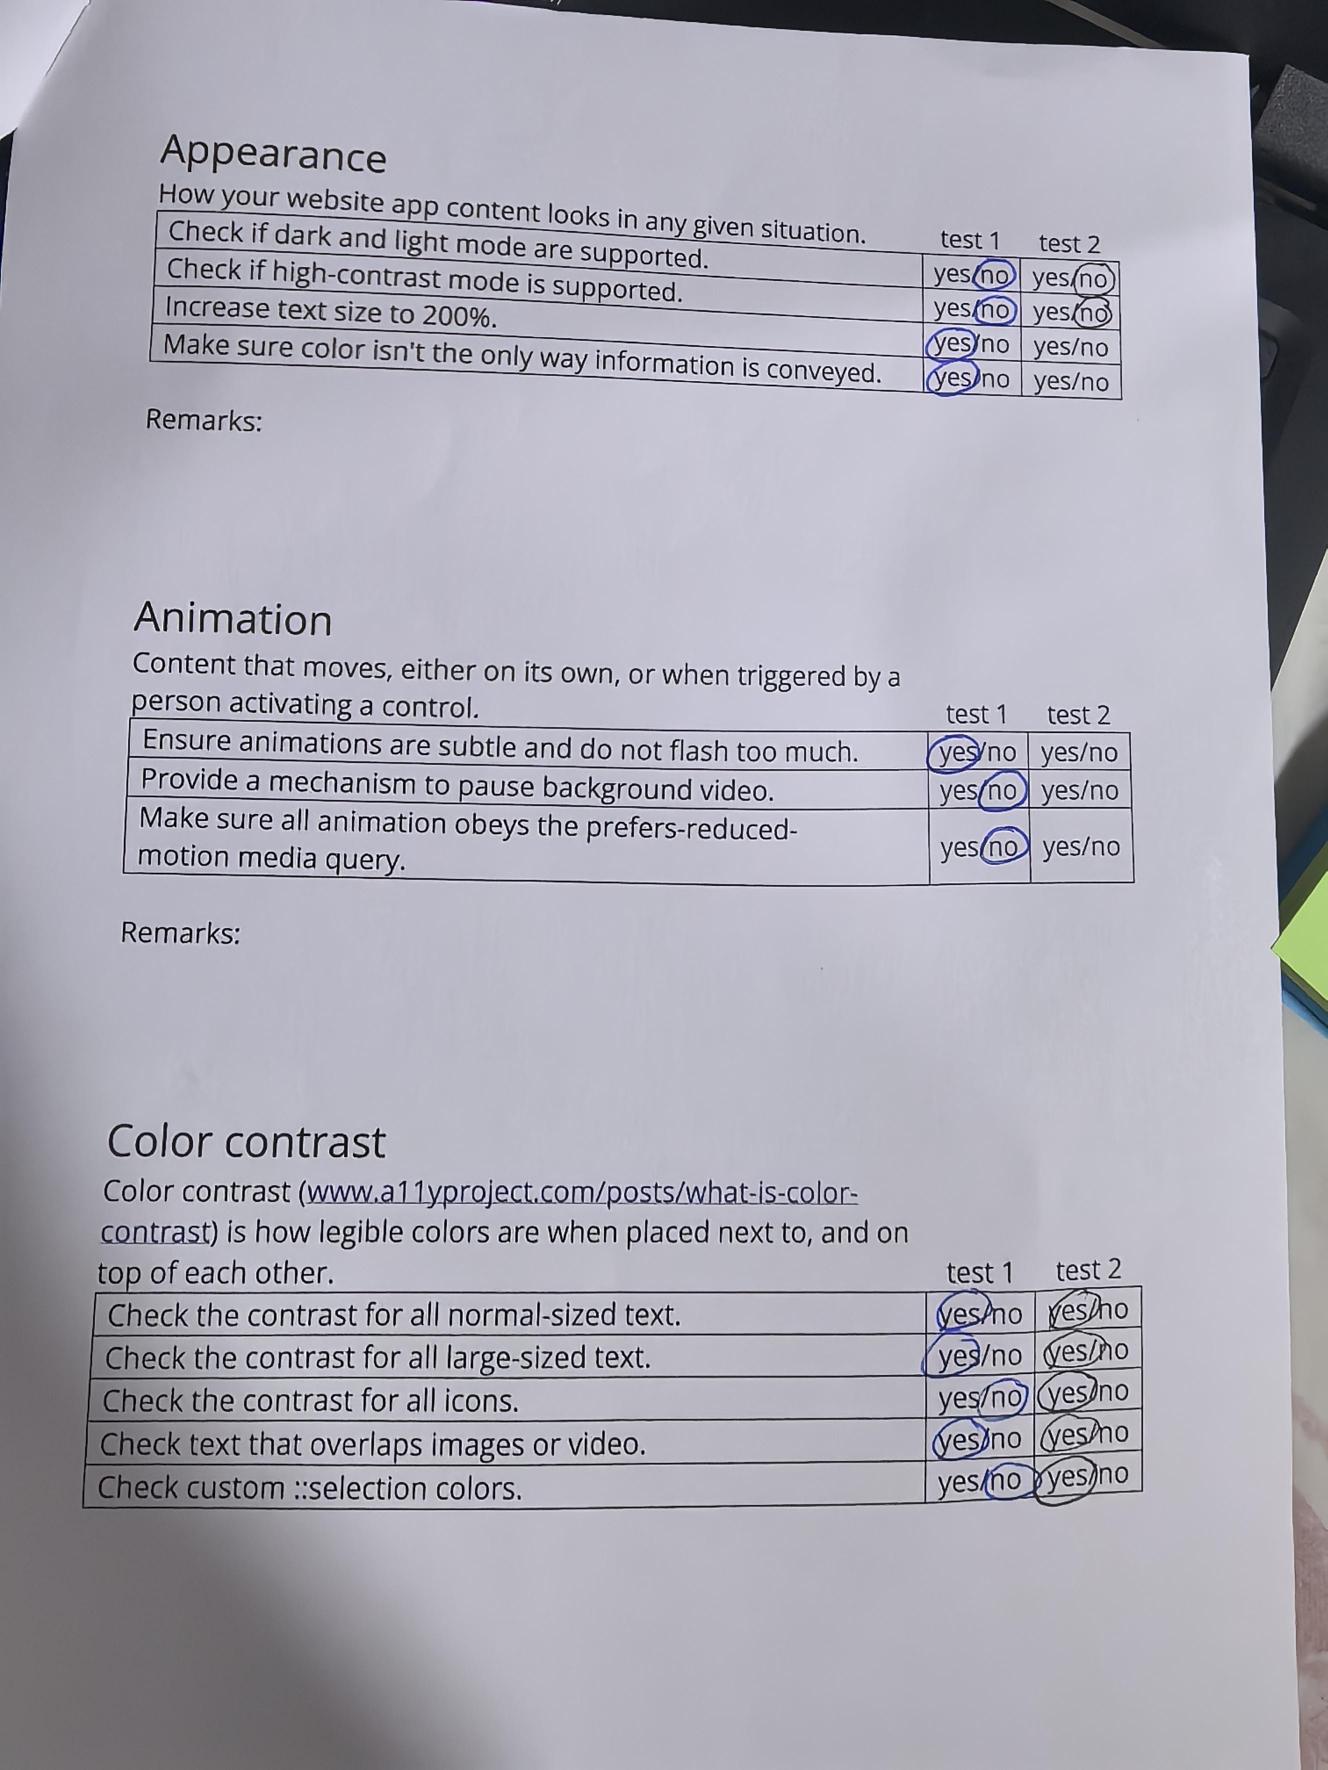 Appearance
How your website app content looks in any given situation.
test 1 test 2
Check if dark and light mode are supported. yes/no yes/no
Check if high-contrast mode is supported. yes/no yes/no
Increase text size to 200%. yes/no yes/no
Make sure color isn't the only way information is conveyed. yes/no yes/no
Remarks:
Animation
Content that moves, either on its own, or when triggered by a
person activating a control.
test 1 test 2
Ensure animations are subtle and do not flash too much. yes/no yes/no
Provide a mechanism to pause background video. yes/no yes/no
Make sure all animation obeys the prefers-reduced-
motion media query. yes/no yes/no
Remarks:
Color contrast
Color contrast (www.a11yproject.com/posts/what-is-color-
contrast) is how legible colors are when placed next to, and on
top of each other.
test 1 test 2
Check the contrast for all normal-sized text. yes/no yes/no
Check the contrast for all large-sized text. yes/no yes/no
Check the contrast for all icons. yes/no yes/no
Check text that overlaps images or video. yes/no yes/no
Check custom ::selection colors. yes/no yes/no